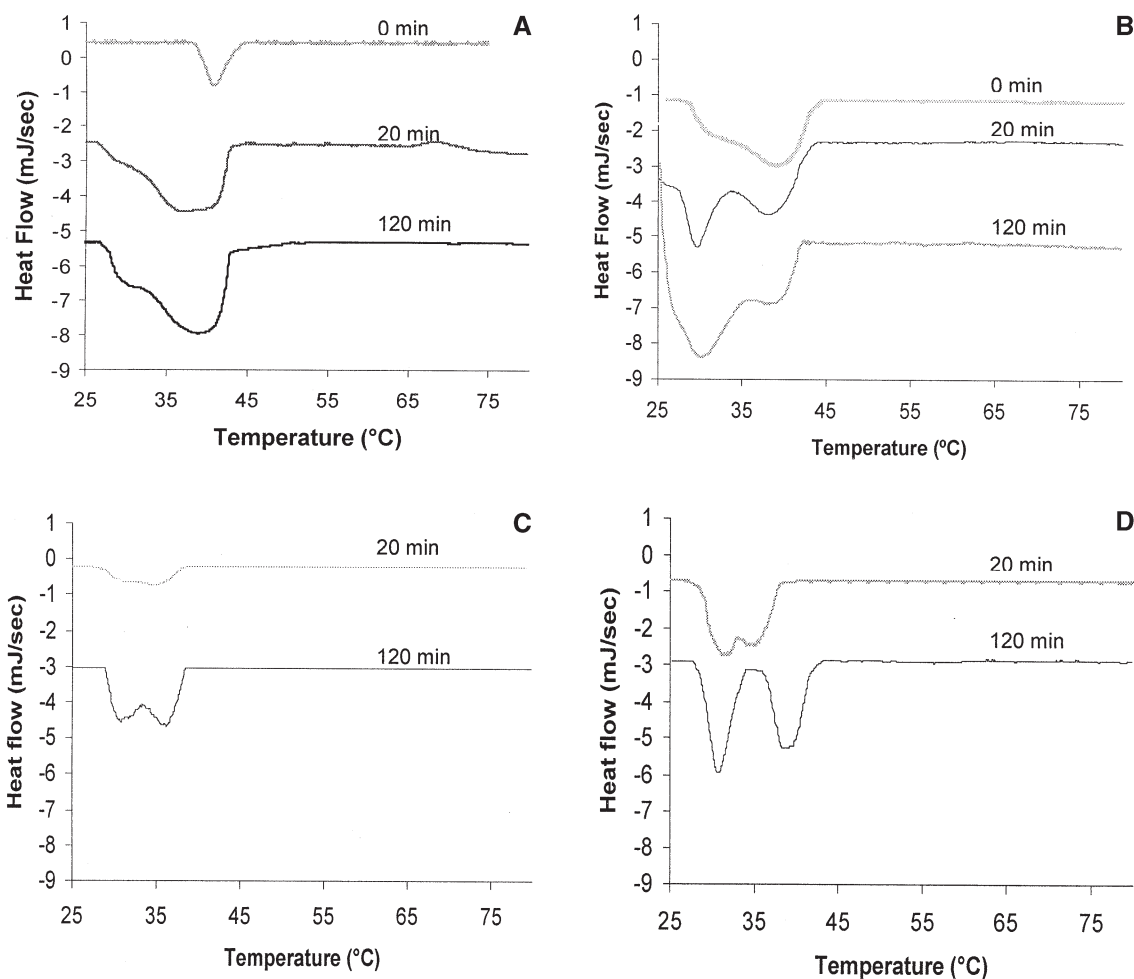 A
1
0
-1
-2
-3
-4
-5
-6
-7
-8
-9
Heat Flow (mJ/sec)
0 min
20 min
120 min
25 35 45 55 65 75
Temperature (°C)
B
1
0
-1
-2
-3
-4
-5
-6
-7
-8
-9
Heat Flow (mJ/sec)
0 min
20 min
120 min
25 35 45 55 65 75
Temperature (ºC)
C
1
0
-1
-2
-3
-4
-5
-6
-7
-8
-9
Heat flow (mJ/sec)
20 min
120 min
25 35 45 55 65 75
Temperature (°C)
D
1
0
-1
-2
-3
-4
-5
-6
-7
-8
-9
Heat flow (mJ/sec)
20 min
120 min
25 35 45 55 65 75
Temperature (°C)